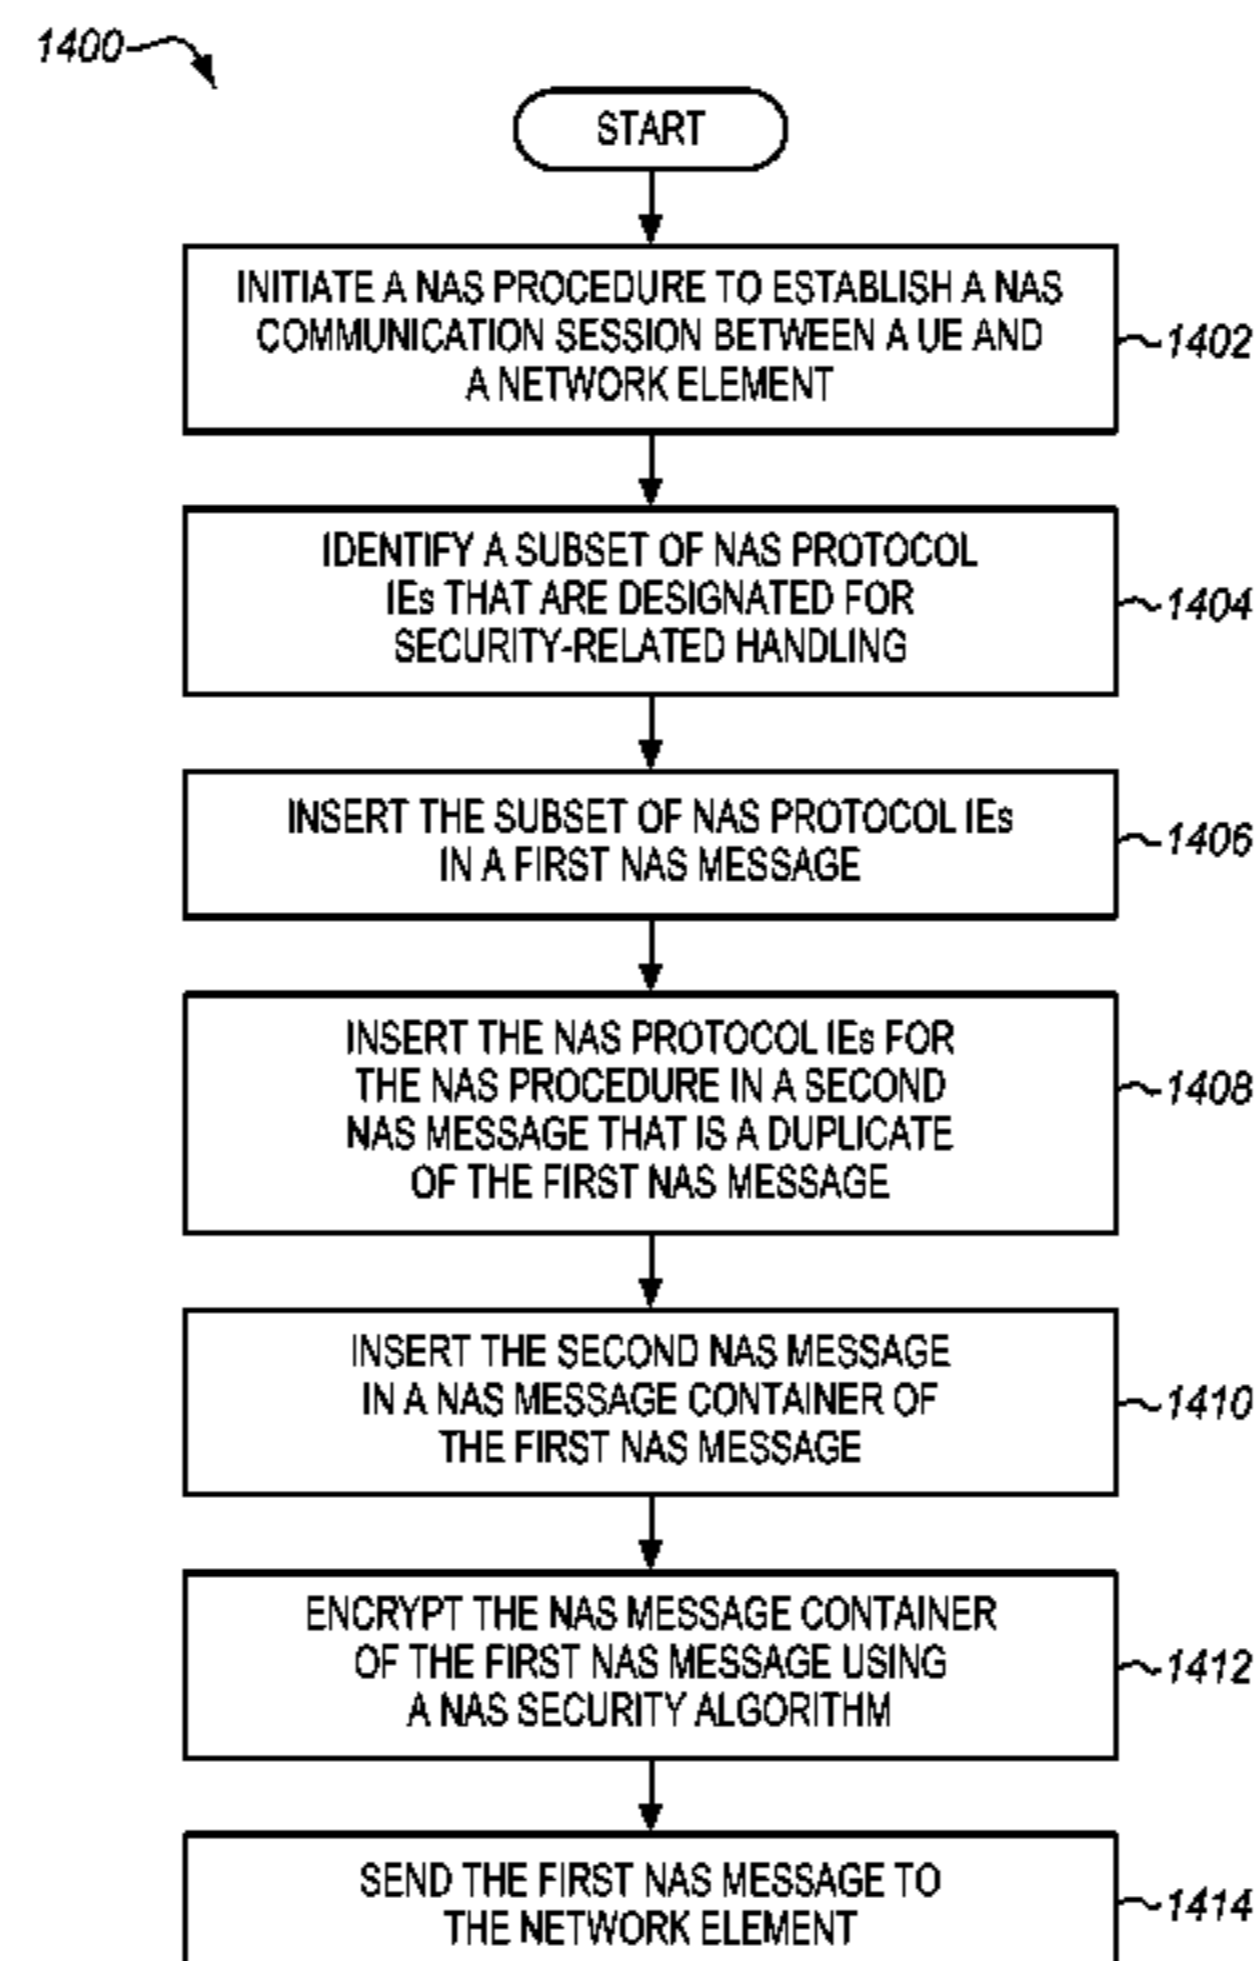 1400
START
INITIATE A NAS PROCEDURE TO ESTABLISH A NAS
COMMUNICATION SESSION BETWEEN A UE AND
A NETWORK ELEMENT
1402
IDENTIFY A SUBSET OF NAS PROTOCOL
IEs THAT ARE DESIGNATED FOR
SECURITY-RELATED HANDLING
1404
INSERT THE SUBSET OF NAS PROTOCOL IEs
IN A FIRST NAS MESSAGE
1406
INSERT THE NAS PROTOCOL IEs FOR
THE NAS PROCEDURE IN A SECOND
NAS MESSAGE THAT IS A DUPLICATE
OF THE FIRST NAS MESSAGE
1408
INSERT THE SECOND NAS MESSAGE
IN A NAS MESSAGE CONTAINER OF
THE FIRST NAS MESSAGE
1410
ENCRYPT THE NAS MESSAGE CONTAINER
OF THE FIRST NAS MESSAGE USING
A NAS SECURITY ALGORITHM
1412
SEND THE FIRST NAS MESSAGE TO
THE NETWORK ELEMENT
1414